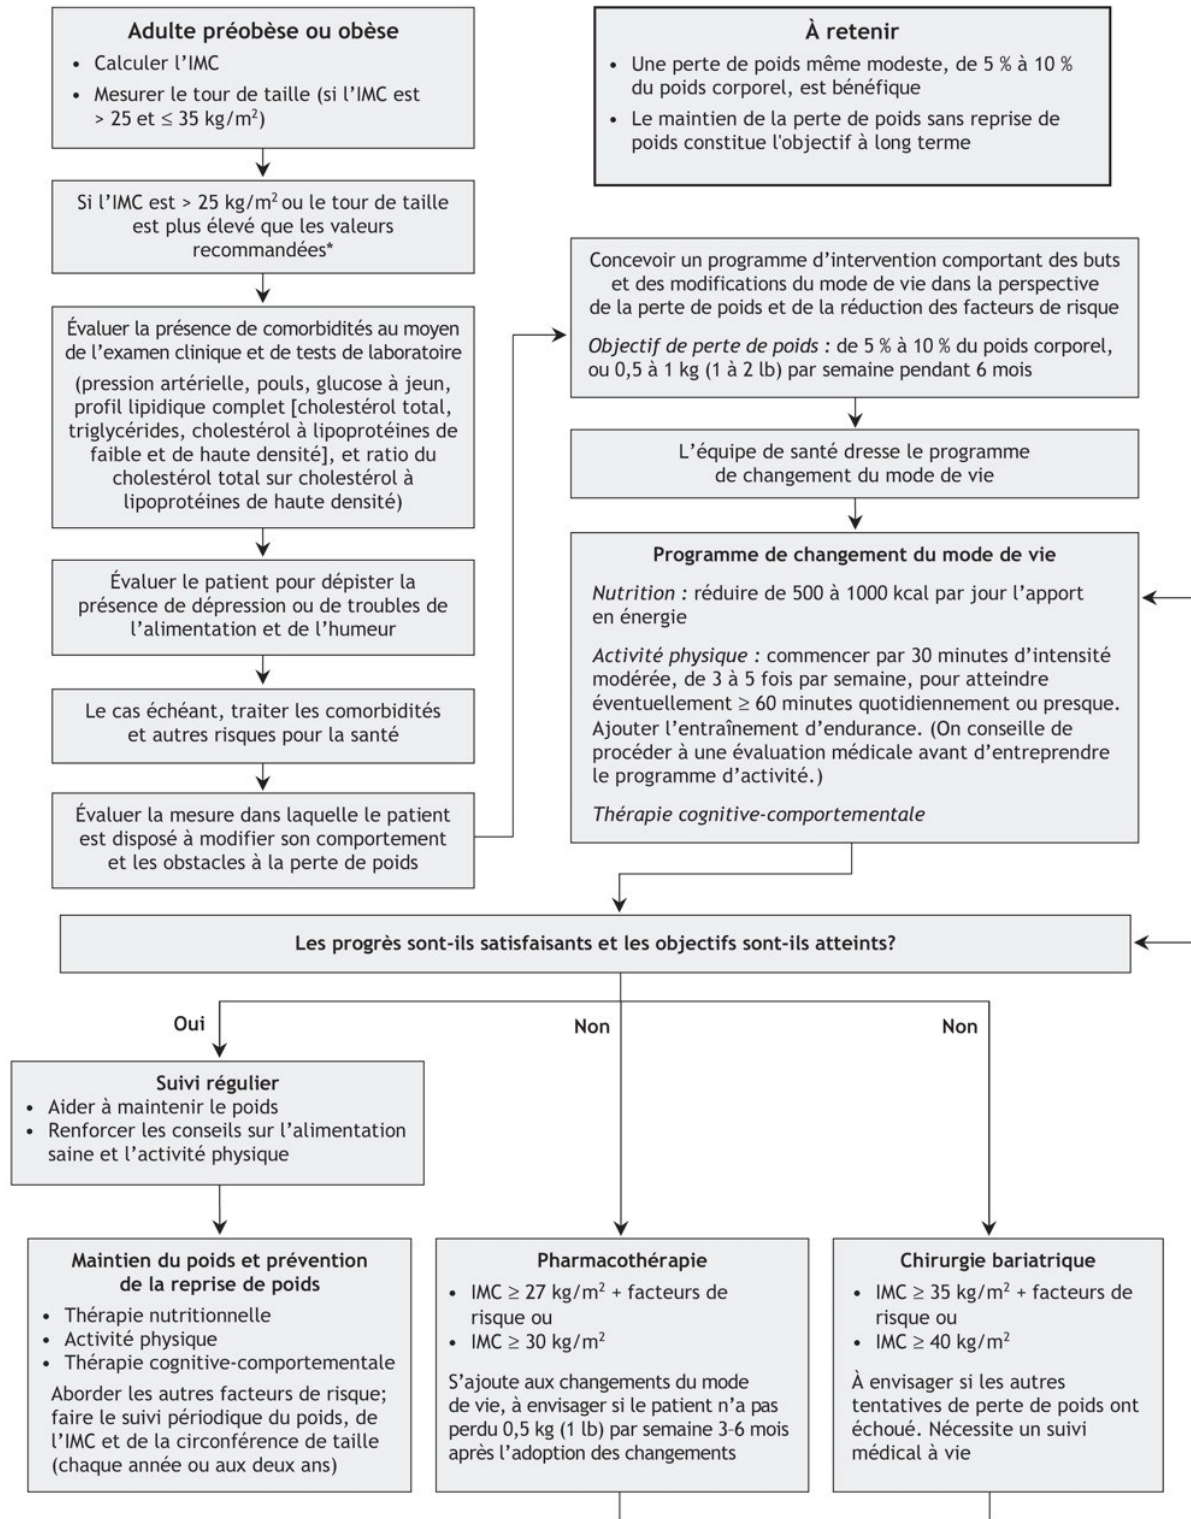 Adulte préobèse ou obèse
• Calculer l'IMC
• Mesurer le tour de taille (si l'IMC est
> 25 et ≤ 35 kg/m²)
À retenir
• Une perte de poids même modeste, de 5 % à 10 %
du poids corporel, est bénéfique
• Le maintien de la perte de poids sans reprise de
poids constitue l'objectif à long terme
Si l'IMC est > 25 kg/m² ou le tour de taille
est plus élevé que les valeurs
recommandées*
Évaluer la présence de comorbidités au moyen
de l'examen clinique et de tests de laboratoire
(pression artérielle, pouls, glucose à jeun,
profil lipidique complet [cholestérol total,
triglycérides, cholestérol à lipoprotéines de
faible et de haute densité], et ratio du
cholestérol total sur cholestérol à
lipoprotéines de haute densité)
Évaluer le patient pour dépister la
présence de dépression ou de troubles de
l'alimentation et de l'humeur
Le cas échéant, traiter les comorbidités
et autres risques pour la santé
Évaluer la mesure dans laquelle le patient
est disposé à modifier son comportement
et les obstacles à la perte de poids
Concevoir un programme d'intervention comportant des buts
et des modifications du mode de vie dans la perspective
de la perte de poids et de la réduction des facteurs de risque
Objectif de perte de poids : de 5 % à 10 % du poids corporel,
ou 0,5 à 1 kg (1 à 2 lb) par semaine pendant 6 mois
L'équipe de santé dresse le programme
de changement du mode de vie
Programme de changement du mode de vie
Nutrition : réduire de 500 à 1000 kcal par jour l'apport
en énergie
Activité physique : commencer par 30 minutes d'intensité
modérée, de 3 à 5 fois par semaine, pour atteindre
éventuellement ≥ 60 minutes quotidiennement ou presque.
Ajouter l'entraînement d'endurance. (On conseille de
procéder à une évaluation médicale avant d'entreprendre
le programme d'activité.)
Thérapie cognitive-comportementale
Les progrès sont-ils satisfaisants et les objectifs sont-ils atteints?
Oui
Non
Non
Suivi régulier
• Aider à maintenir le poids
• Renforcer les conseils sur l'alimentation
saine et l'activité physique
Maintien du poids et prévention
de la reprise de poids
• Thérapie nutritionnelle
• Activité physique
• Thérapie cognitive-comportementale
Aborder les autres facteurs de risque;
faire le suivi périodique du poids, de
l'IMC et de la circonférence de taille
(chaque année ou aux deux ans)
Pharmacothérapie
• IMC ≥ 27 kg/m² + facteurs de
risque ou
• IMC ≥ 30 kg/m²
S'ajoute aux changements du mode
de vie, à envisager si le patient n'a pas
perdu 0,5 kg (1 lb) par semaine 3-6 mois
après l'adoption des changements
Chirurgie bariatrique
• IMC ≥ 35 kg/m² + facteurs de
risque ou
• IMC ≥ 40 kg/m²
À envisager si les autres
tentatives de perte de poids ont
échoué. Nécessite un suivi
médical à vie